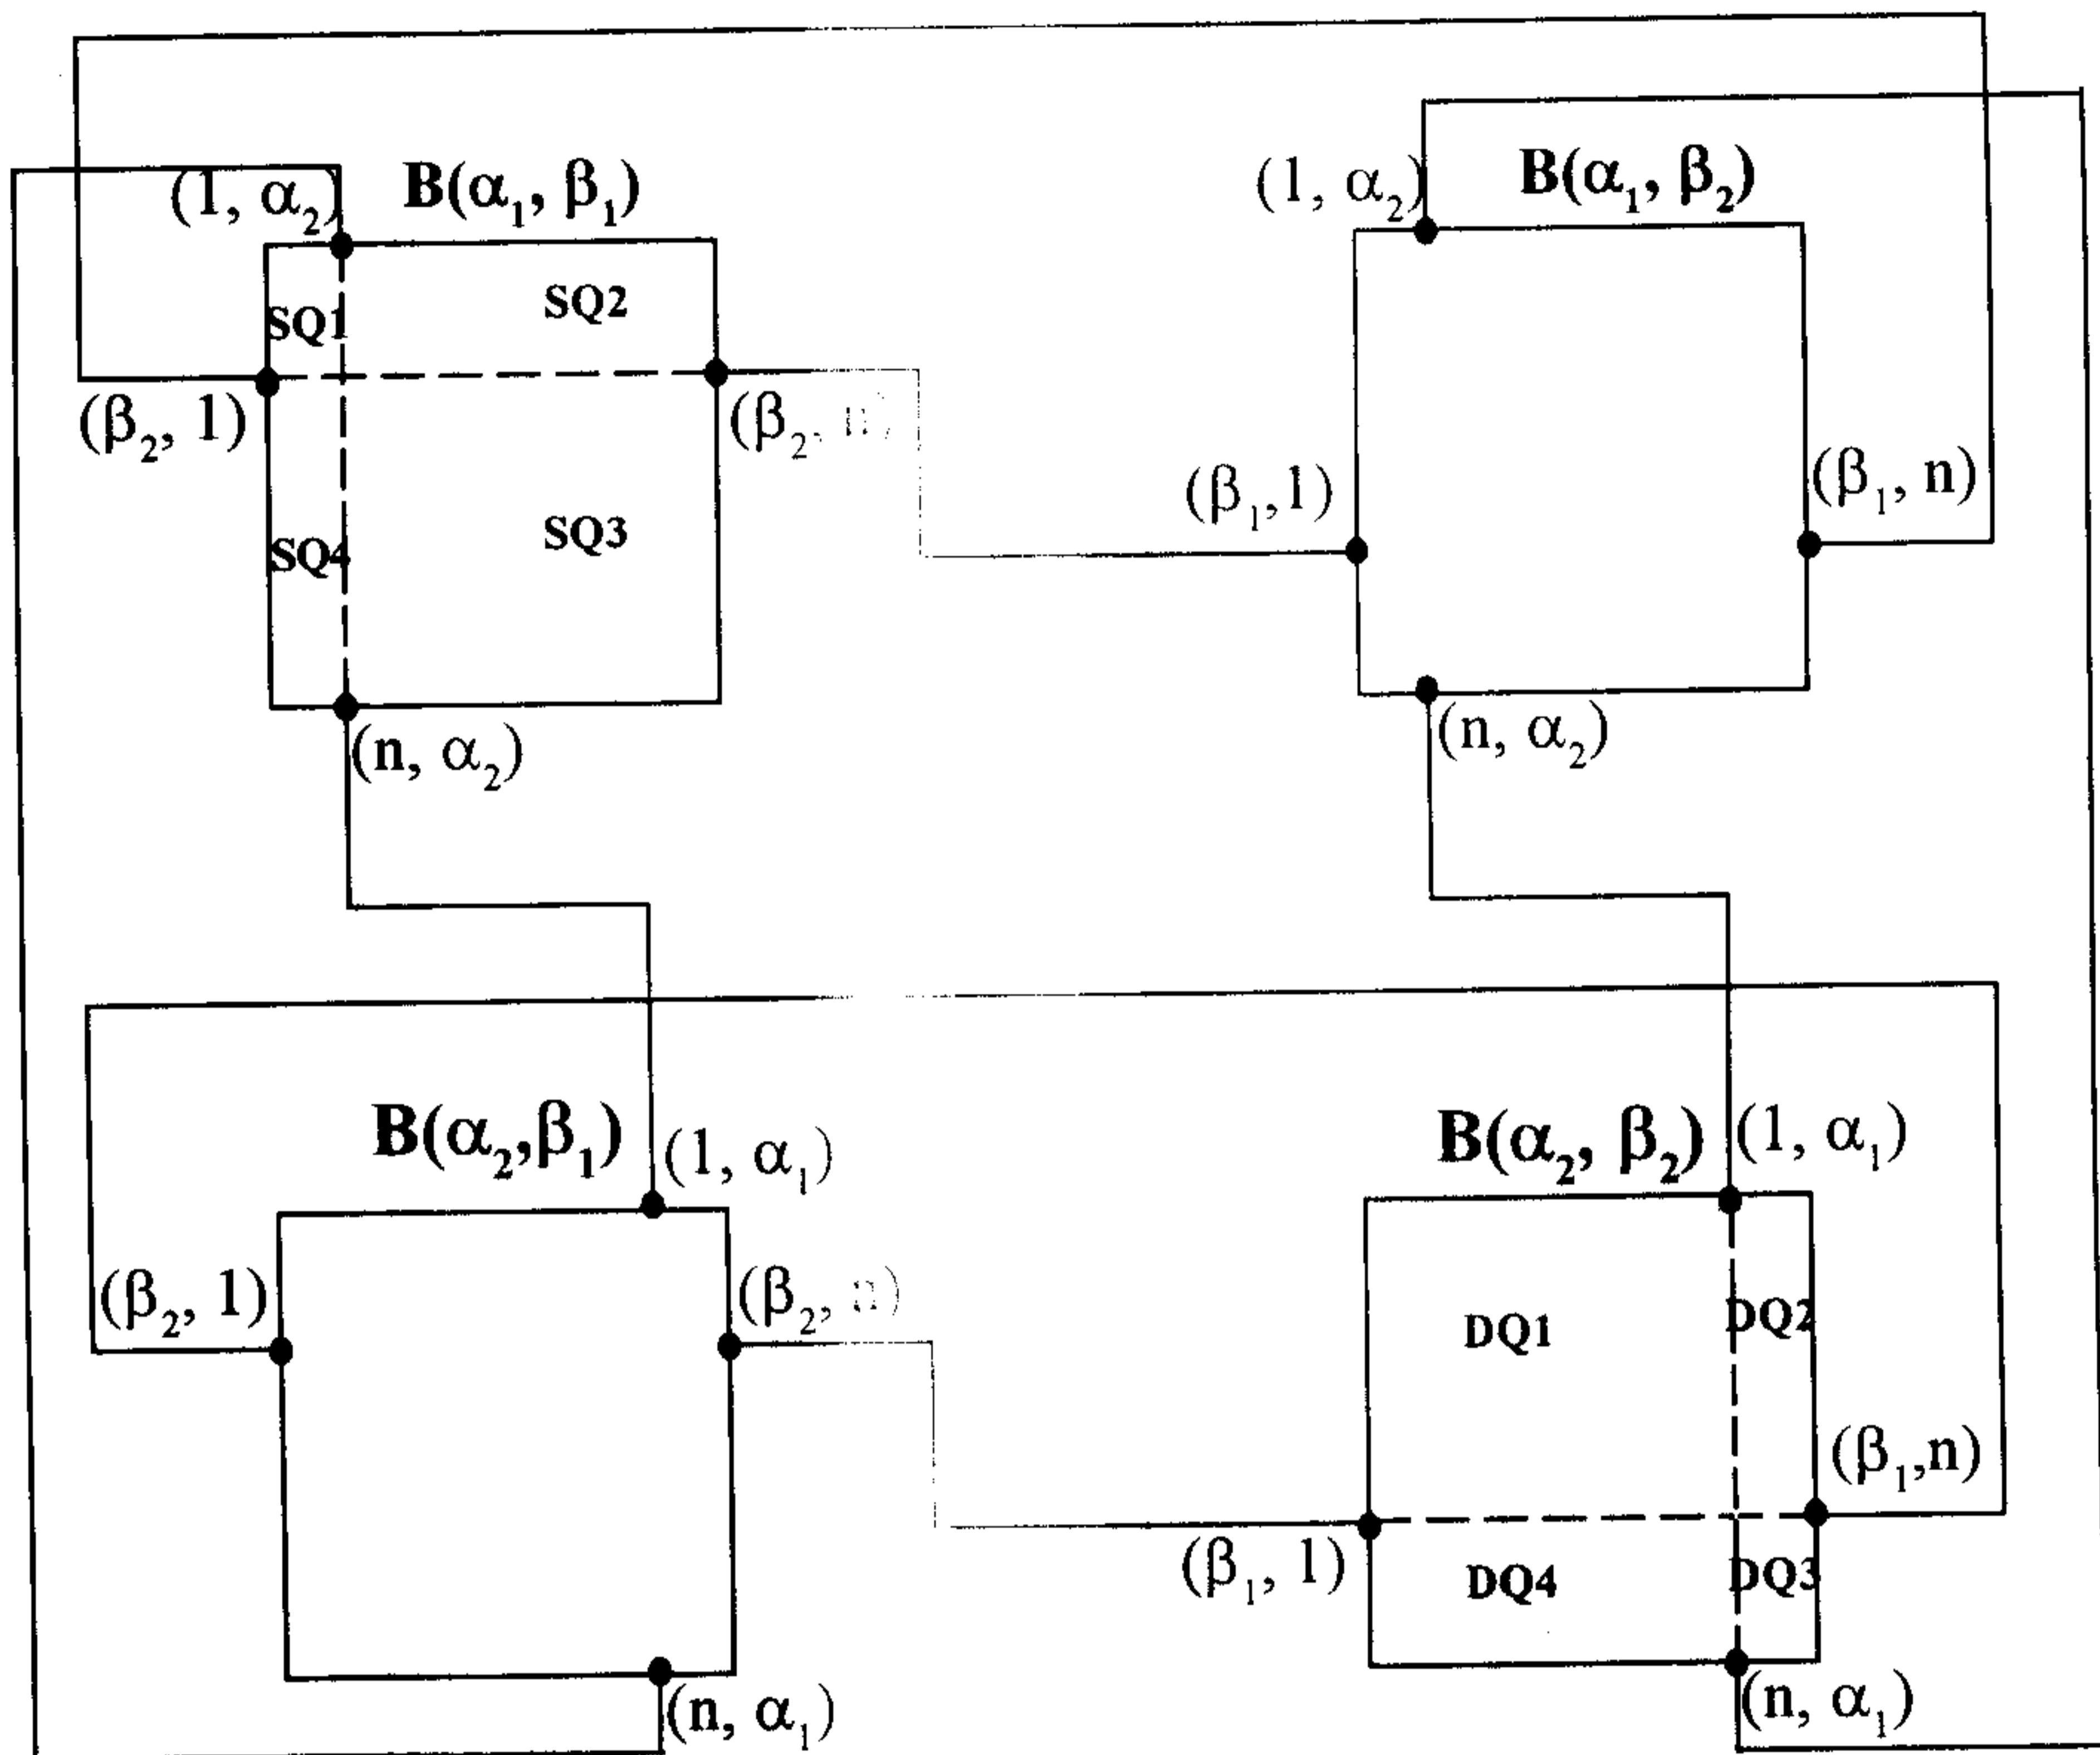 (1, α₂) B(α₁, β₁)
(1, α₂) B(α₁, β₂)
SQ1 SQ2
(β₂, 1) (β₂, n)
(β₁, 1) (β₁, n)
SQ4 SQ3
(n, α₂)
(n, α₂)
B(α₂,β₁) (1, α₁)
B(α₂, β₂) (1, α₁)
(β₂, 1) (β₂, n)
DQ1 DQ2
(β₁,n)
(β₁, 1)
DQ4 DQ3
(n, α₁)
(n, α₁)